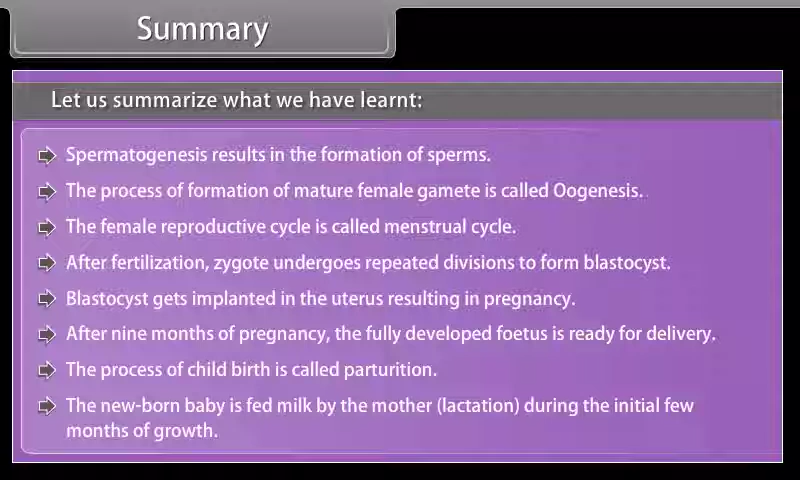 Summary
Let us summarize what we have learnt:
Spermatogenesis results in the formation of sperms.
The process of formation of mature female gamete is called Oogenesis.
The female reproductive cycle is called menstrual cycle.
After fertilization, zygote undergoes repeated divisions to form blastocyst.
Blastocyst gets implanted in the uterus resulting in pregnancy.
After nine months of pregnancy, the fully developed foetus is ready for delivery.
The process of child birth is called parturition.
The new-born baby is fed milk by the mother (lactation) during the initial few
months of growth.